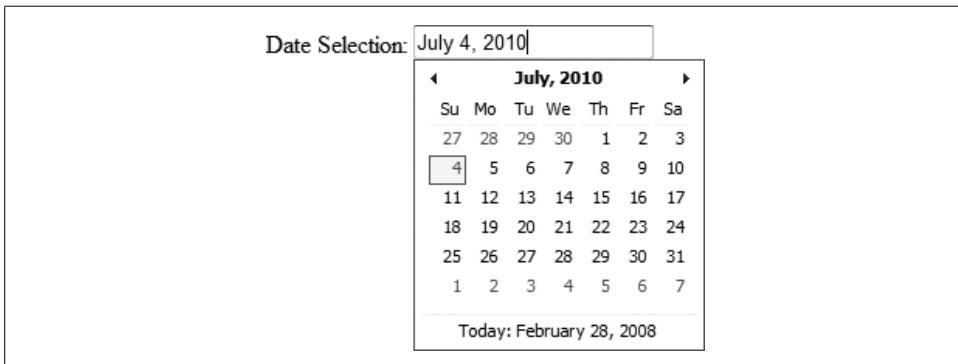 Date Selection: July 4, 2010
July, 2010
Su Mo Tu We Th Fr Sa
27 28 29 30 1 2 3
4 5 6 7 8 9 10
11 12 13 14 15 16 17
18 19 20 21 22 23 24
25 26 27 28 29 30 31
1 2 3 4 5 6 7
Today: February 28, 2008